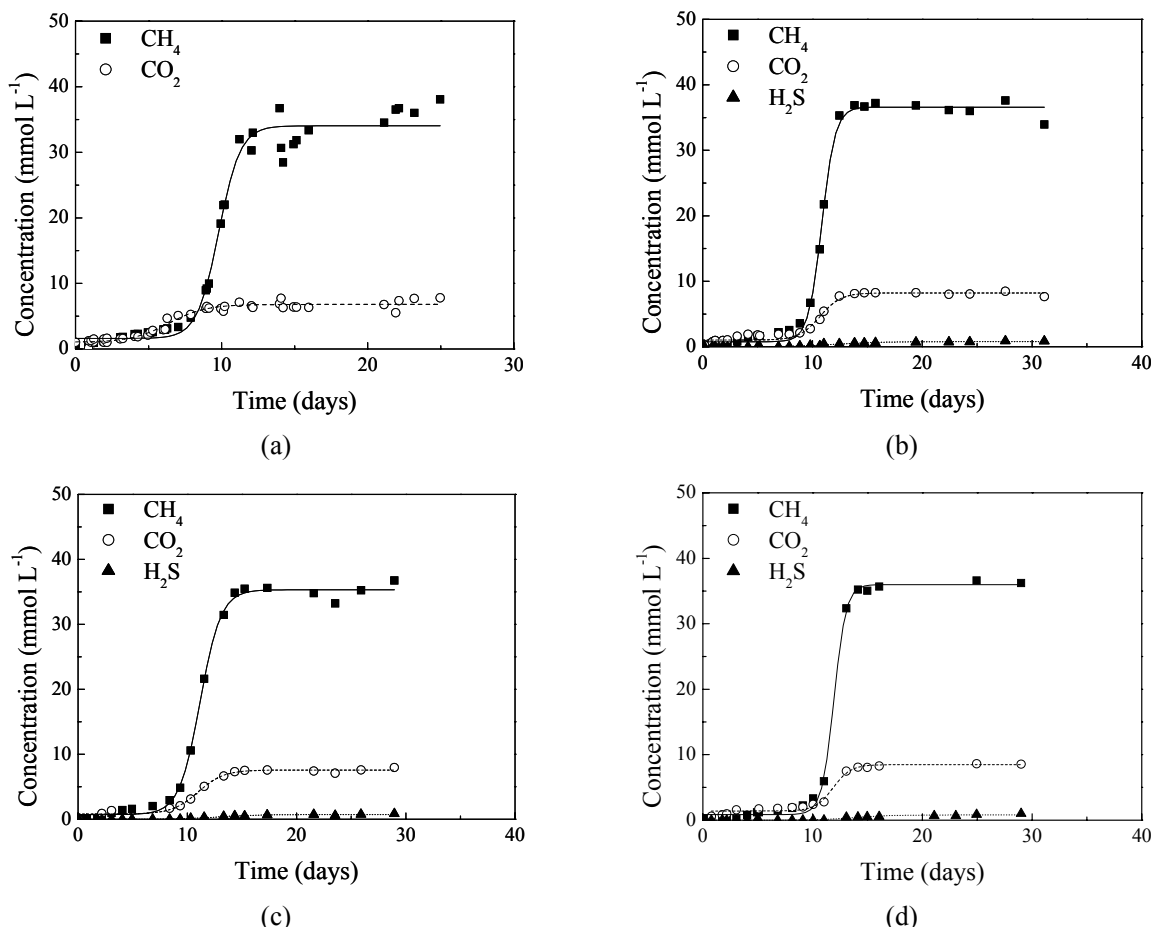 50
40
30
20
10
0
Concentration (mmol L⁻¹)
CH₄
CO₂
0 10 20 30
Time (days)
(a)
50
40
30
20
10
0
Concentration (mmol L⁻¹)
CH₄
CO₂
H₂S
0 10 20 30 40
Time (days)
(b)
50
40
30
20
10
0
Concentration (mmol L⁻¹)
CH₄
CO₂
H₂S
0 10 20 30 40
Time (days)
(c)
50
40
30
20
10
0
Concentration (mmol L⁻¹)
CH₄
CO₂
H₂S
0 10 20 30 40
Time (days)
(d)